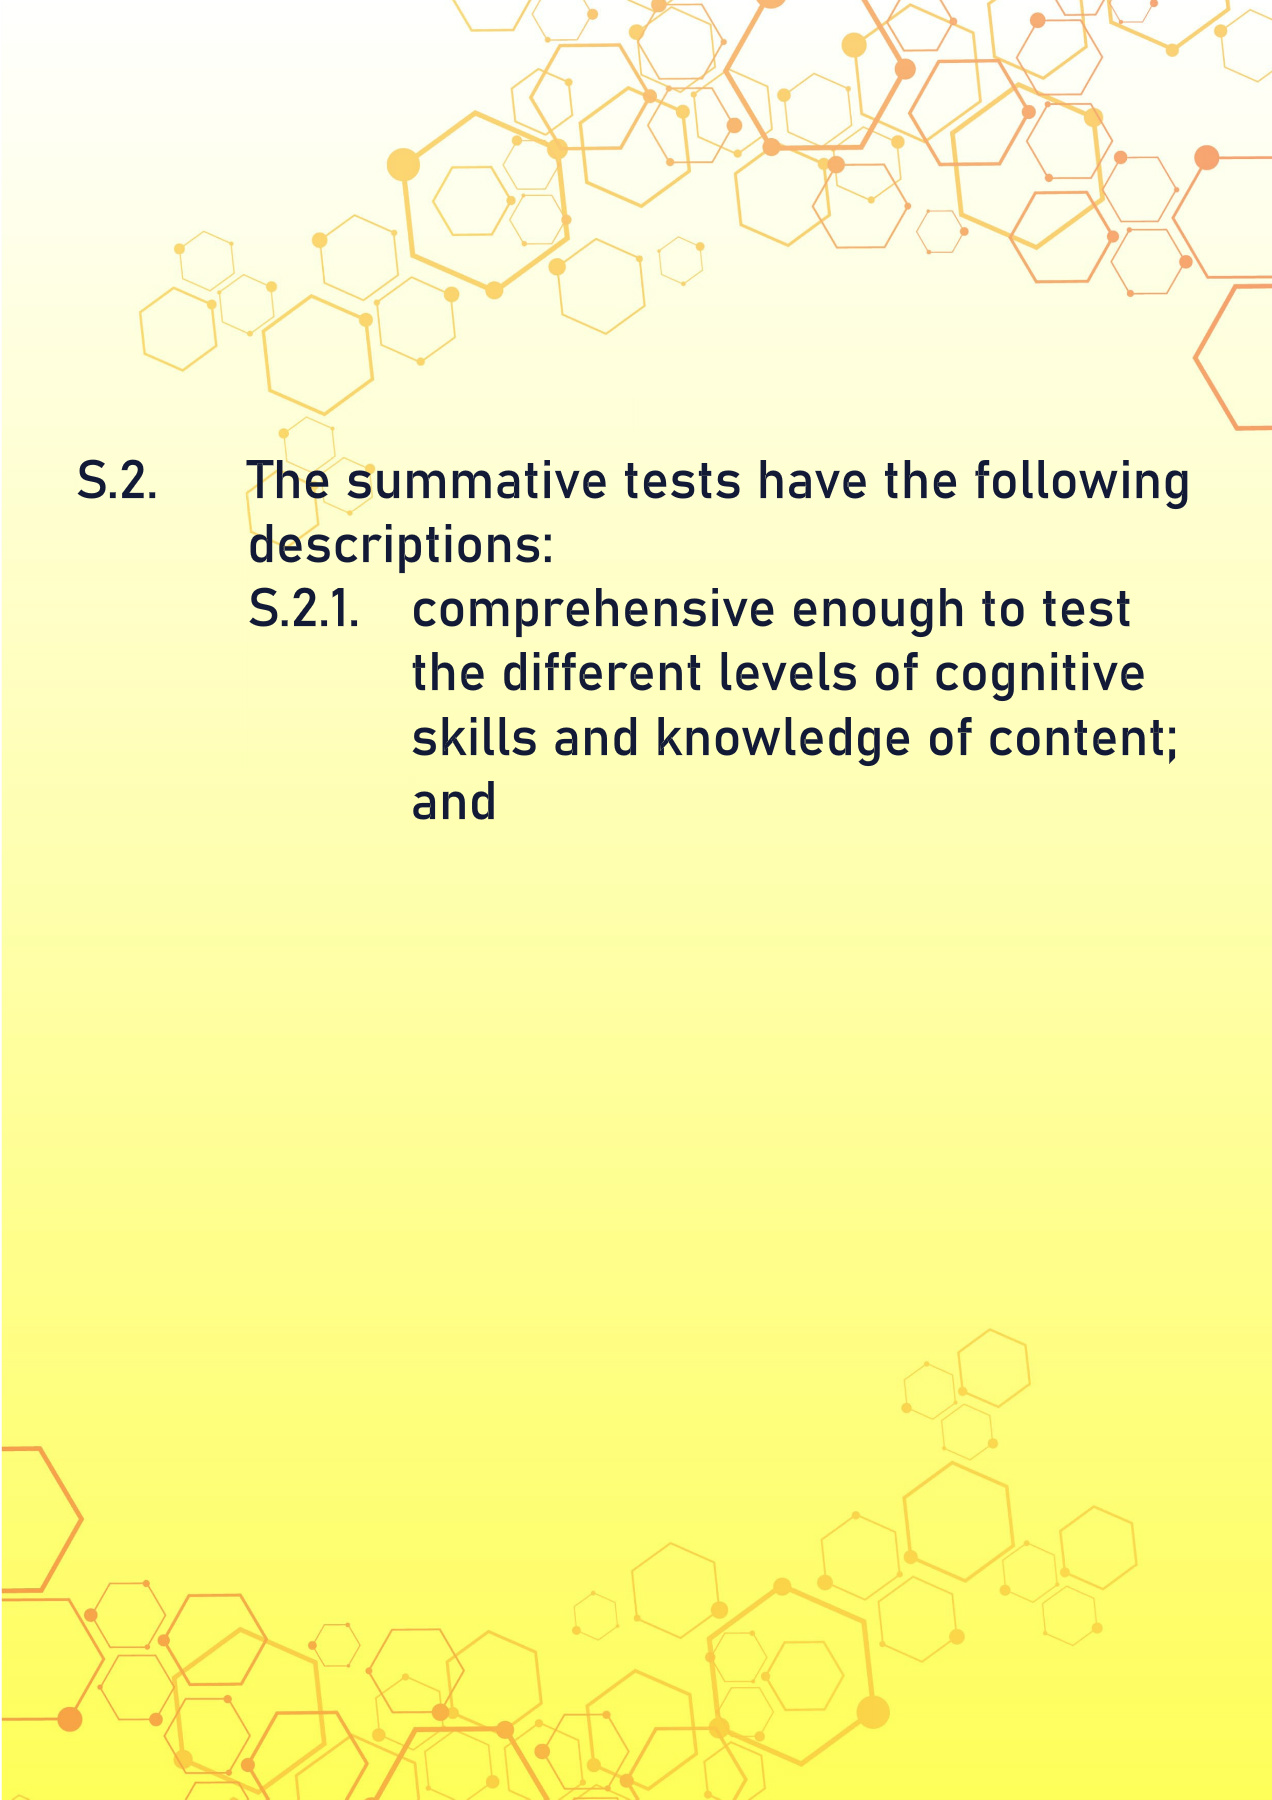 S.2. The summative tests have the following
descriptions:
S.2.1. comprehensive enough to test
the different levels of cognitive
skills and knowledge of content;
and